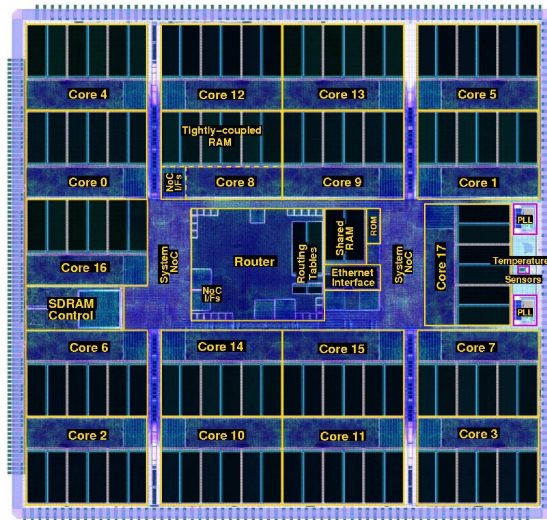 Core 4
Core 12
Core 13
Core 5
Tightly-coupled
RAM
Core 0
NoC
I/Fs
Core 8
Core 9
Core 1
Core 16
System
NoC
Router
NoC
I/Fs
Routing
Tables
Shared
RAM
ROM
Ethernet
Interface
System
NoC
Core 17
PLL
Temperature
Sensors
PLL
SDRAM
Control
Core 6
Core 14
Core 15
Core 7
Core 2
Core 10
Core 11
Core 3